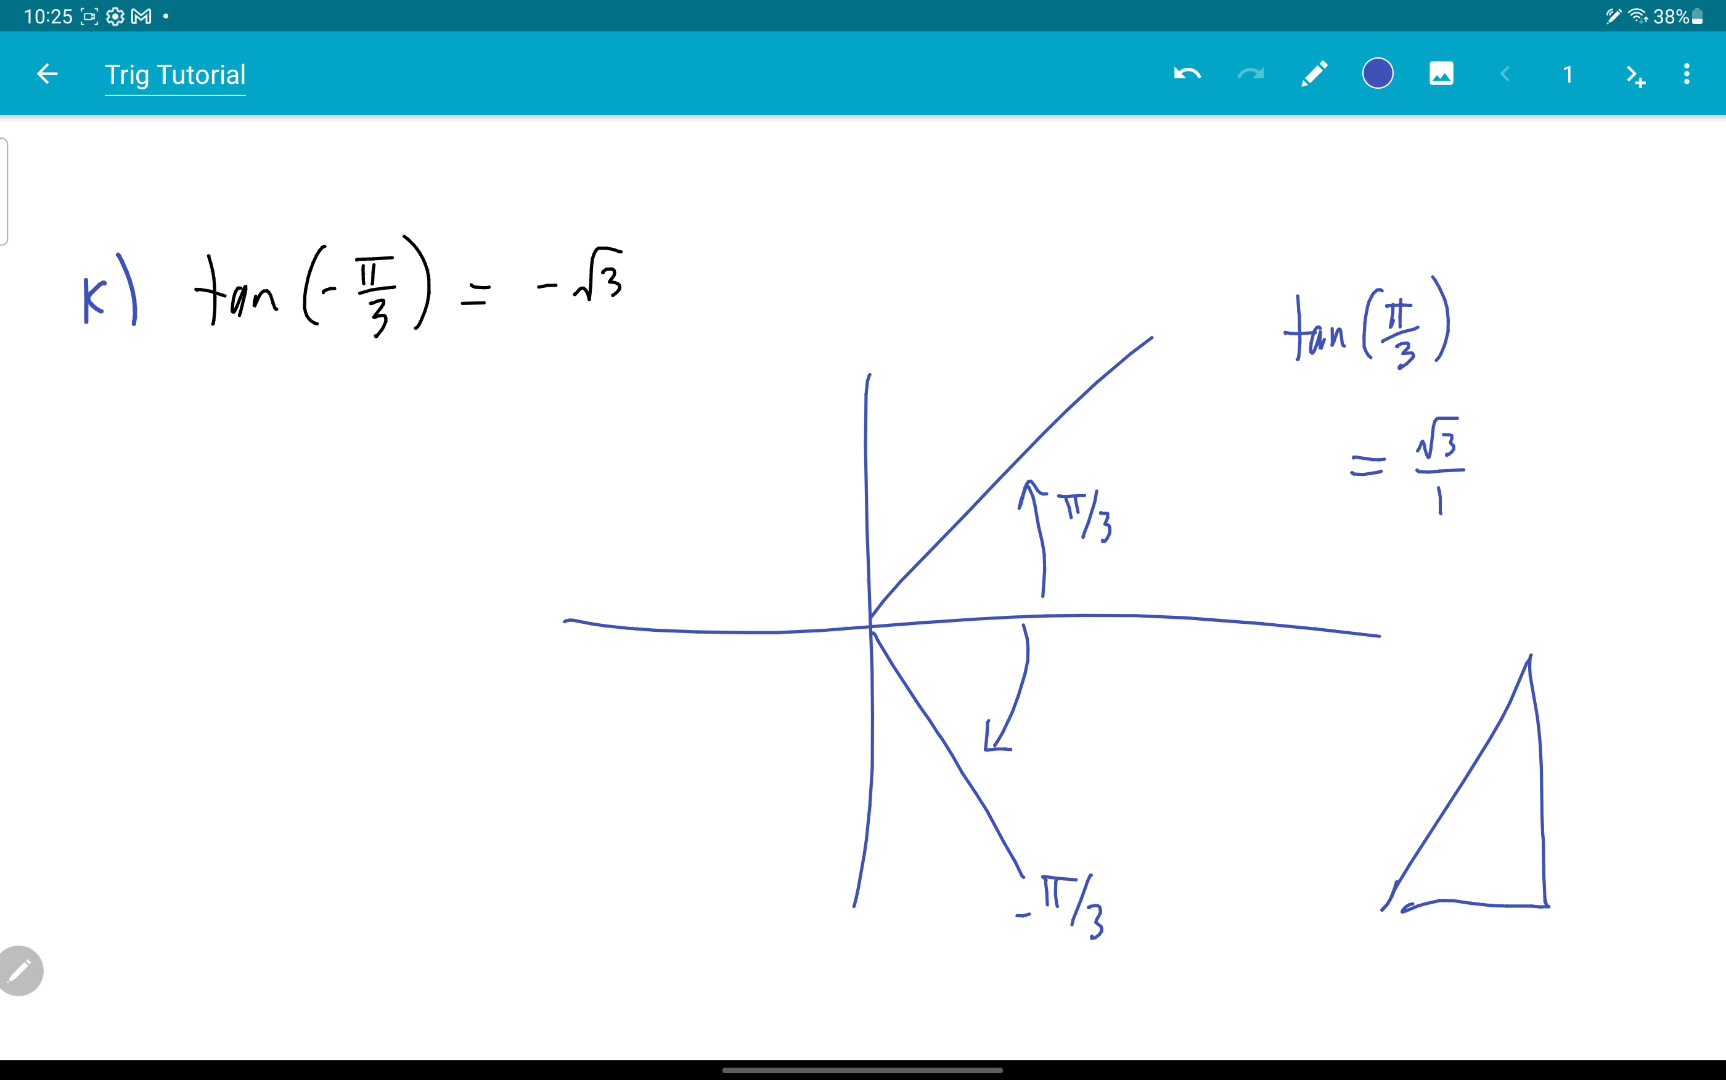 10:25
38%
Trig Tutorial
1
K) tan(-π/3) = -√3
tan(π/3)
= √3/1
π/3
-π/3